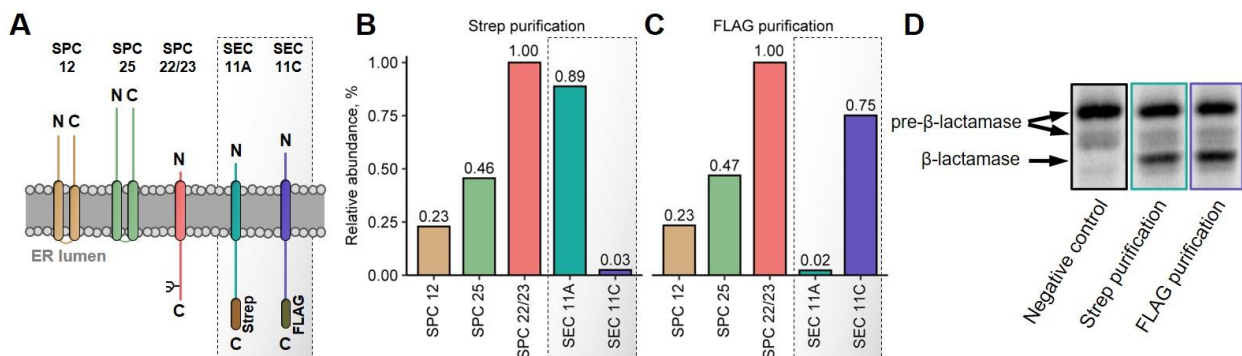 A
SPC 12
SPC 25
SPC 22/23
SEC 11A
SEC 11C
N C
N C
N
N
N
ER lumen
C
Strep
C
FLAG
C
B
Strep purification
Relative abundance, %
1.00
0.75
0.50
0.25
0.00
0.23
0.46
1.00
0.89
0.03
SPC 12
SPC 25
SPC 22/23
SEC 11A
SEC 11C
C
FLAG purification
0.23
0.47
1.00
0.02
0.75
SPC 12
SPC 25
SPC 22/23
SEC 11A
SEC 11C
D
pre-β-lactamase
β-lactamase
Negative control
Strep purification
FLAG purification